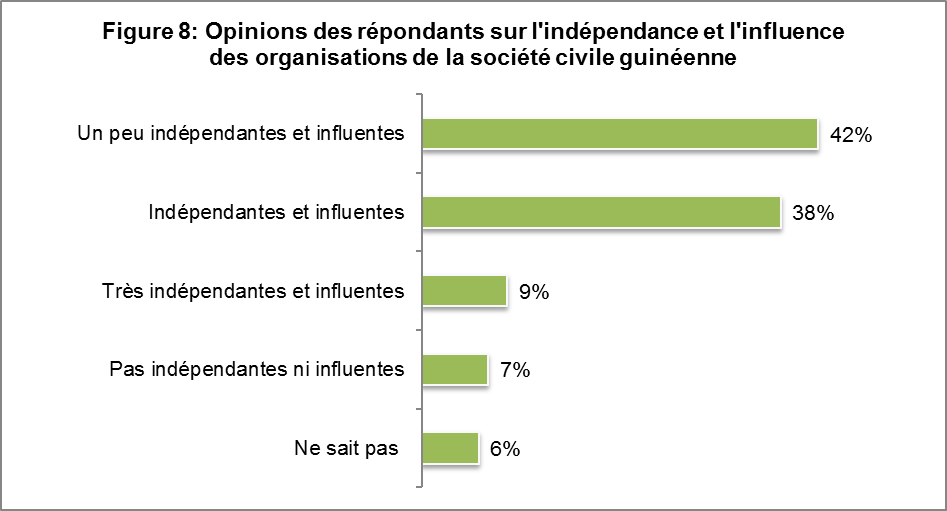 Figure 8: Opinions des répondants sur l'indépendance et l'influence
des organisations de la société civile guinéenne
Un peu indépendantes et influentes 42%
Indépendantes et influentes 38%
Très indépendantes et influentes 9%
Pas indépendantes ni influentes 7%
Ne sait pas 6%